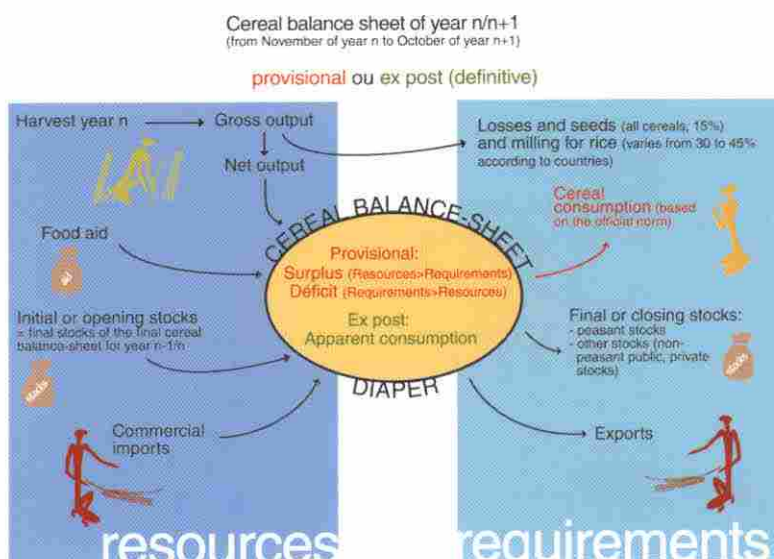 Cereal balance sheet of year n/n+1
(from November of year n to October of year n+1)
provisional ou ex post (definitive)
Harvest year n
Gross output
Net output
Food aid
Initial or opening stocks
= final stocks of the final cereal
balance-sheet for year n-1/n
stocks
Commercial
imports
resources
CEREAL BALANCE-SHEET
Provisional:
Surplus (Resources>Requirements)
Déficit (Requirements>Resources)
Ex post:
Apparent consumption
DIAPER
Losses and seeds (all cereals, 15%)
and milling for rice (varies from 30 to 45%
according to countries)
Cereal
consumption (based
on the official norm)
Final or closing stocks:
- peasant stocks
- other stocks (non-
peasant public, private
stocks)
stocks
Exports
requirements